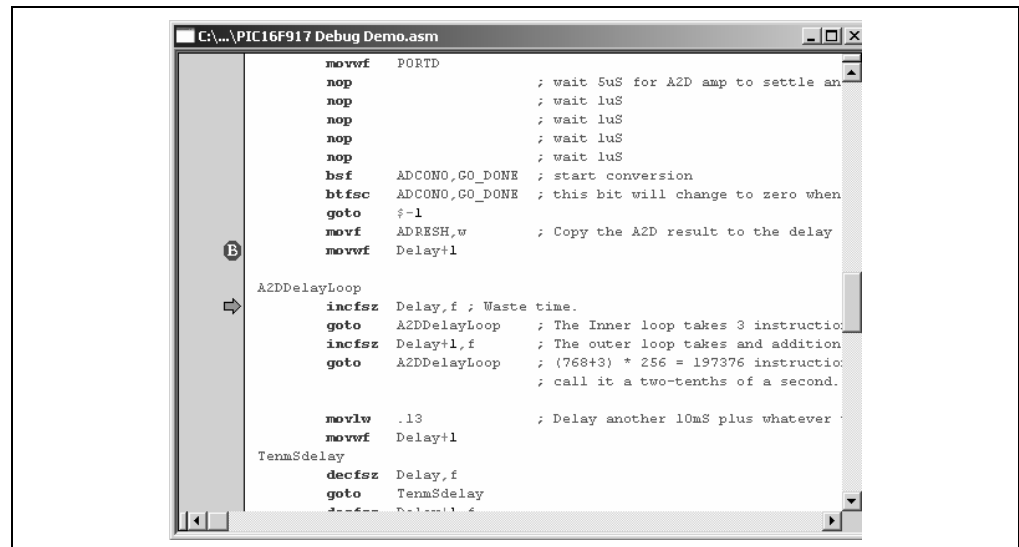 C:\...\PIC16F917 Debug Demo.asm
movwf PORTD
nop ; wait 5uS for A2D amp to settle an
nop ; wait 1uS
nop ; wait 1uS
nop ; wait 1uS
nop ; wait 1uS
bsf ADCON0,GO_DONE ; start conversion
btfsc ADCON0,GO_DONE ; this bit will change to zero when
goto $-1
movf ADRESH,w ; Copy the A2D result to the delay
B movwf Delay+1
A2DDelayLoop
incfsz Delay,f ; Waste time.
goto A2DDelayLoop ; The Inner loop takes 3 instructio
incfsz Delay+1,f ; The outer loop takes and addition
goto A2DDelayLoop ; (768+3) * 256 = 197376 instructio
; call it a two-tenths of a second.
movlw .13 ; Delay another 10mS plus whatever
movwf Delay+1
TenmSdelay
decfsz Delay,f
goto TenmSdelay